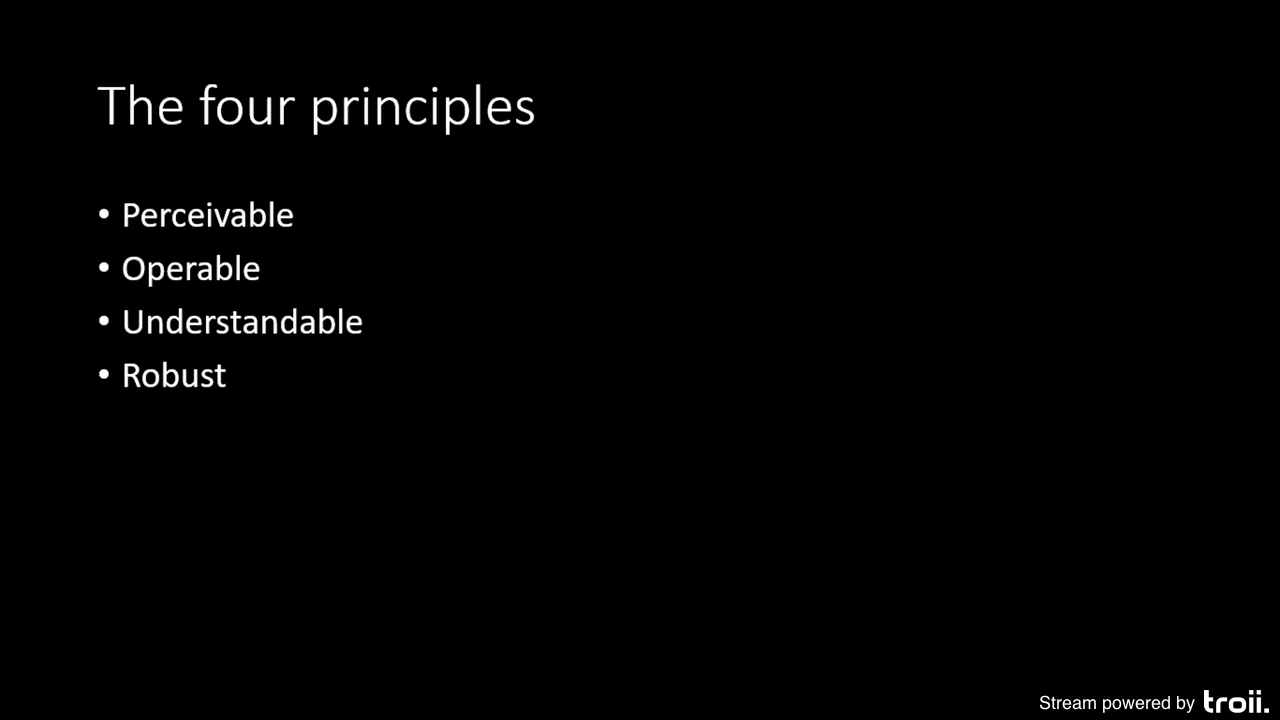 The four principles
• Perceivable
• Operable
• Understandable
• Robust
Stream powered by troii.